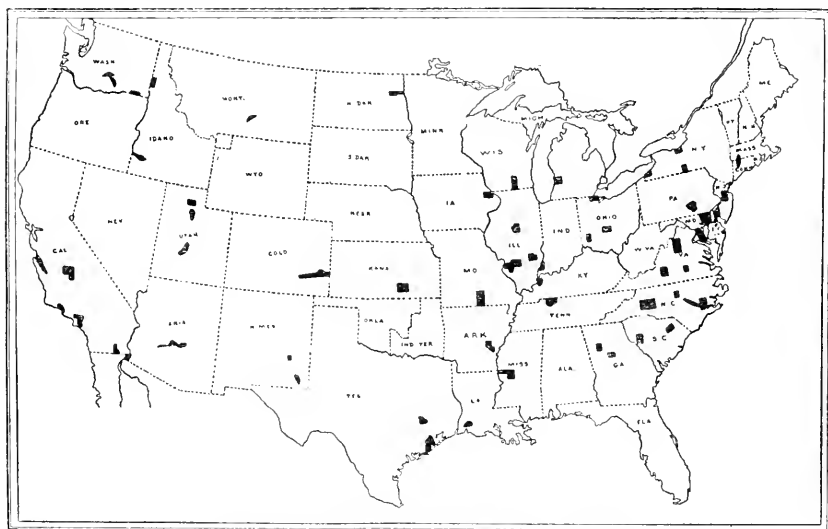 WASH
MONT.
N DAK
MINN
MICH
ME
VT
N.H
MASS
N.Y
ORE
IDAHO
S DAK
WIS
WYO
IA
PA
NEBR
NEV
UTAH
COLO
ILL
IND
OHIO
MD
W VA
VA
CAL
KANS
MO
KY
N.C
TENN
ARIZ
N MEX
OKLA
IND TER
ARK
S C
MISS
ALA
GA
TEX
LA
FLA